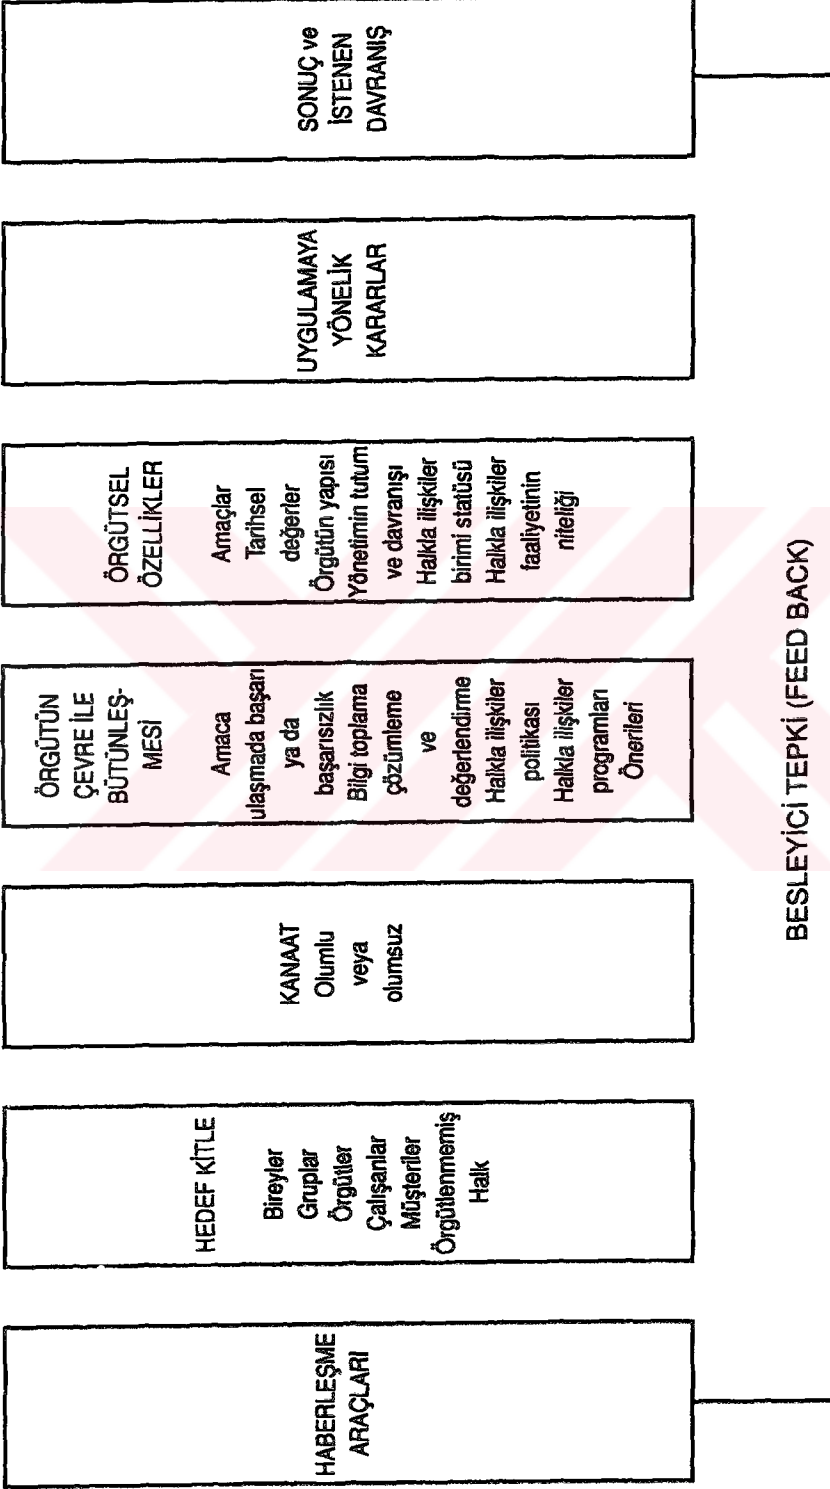 HABERLEŞME
ARAÇLARI
HEDEF KİTLE
Bireyler
Gruplar
Örgütler
Çalışanlar
Müşteriler
Örgütlenmemiş
Halk
KANAAT
Olumlu
veya
olumsuz
ÖRGÜTÜN
ÇEVRE İLE
BÜTÜNLEŞ-
MESİ
Amaca
ulaşmada başarı
ya da
başarısızlık
Bilgi toplama
çözümleme
ve
değerlendirme
Halkla ilişkiler
politikası
Halkla ilişkiler
programları
Önerileri
ÖRGÜTSEL
ÖZELLİKLER
Amaçlar
Tarihsel
değerler
Örgütün yapısı
Yönetimin tutum
ve davranışı
Halkla ilişkiler
birimi statüsü
Halkla ilişkiler
faaliyetinin
niteliği
UYGULAMAYA
YÖNELİK
KARARLAR
SONUÇ ve
İSTENEN
DAVRANIŞ
BESLEYİCİ TEPKİ (FEED BACK)